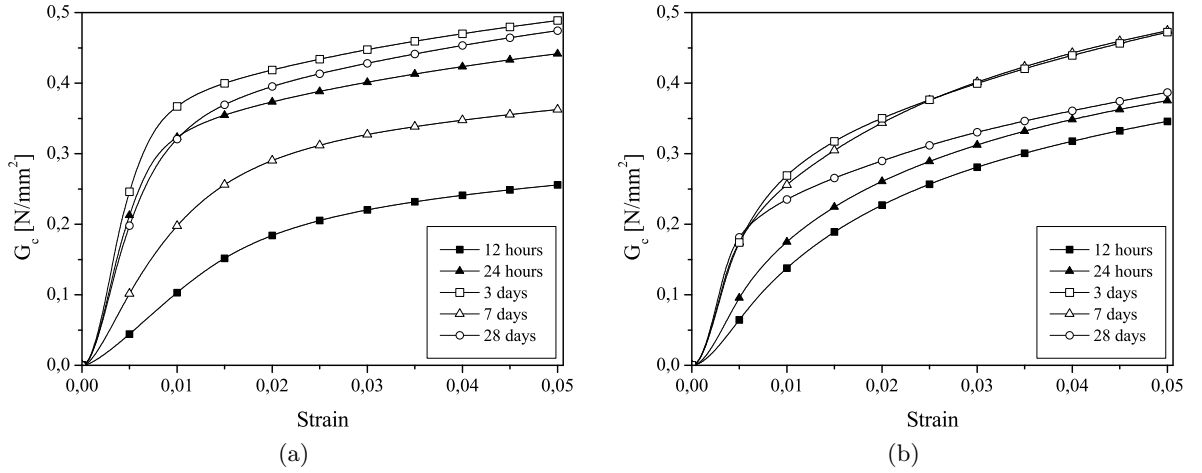 0,5
0,4
0,3
0,2
0,1
0,0
G_c [N/mm²]
12 hours
24 hours
3 days
7 days
28 days
0,00 0,01 0,02 0,03 0,04 0,05
Strain
(a)
0,5
0,4
0,3
0,2
0,1
0,0
G_c [N/mm²]
12 hours
24 hours
3 days
7 days
28 days
0,00 0,01 0,02 0,03 0,04 0,05
Strain
(b)